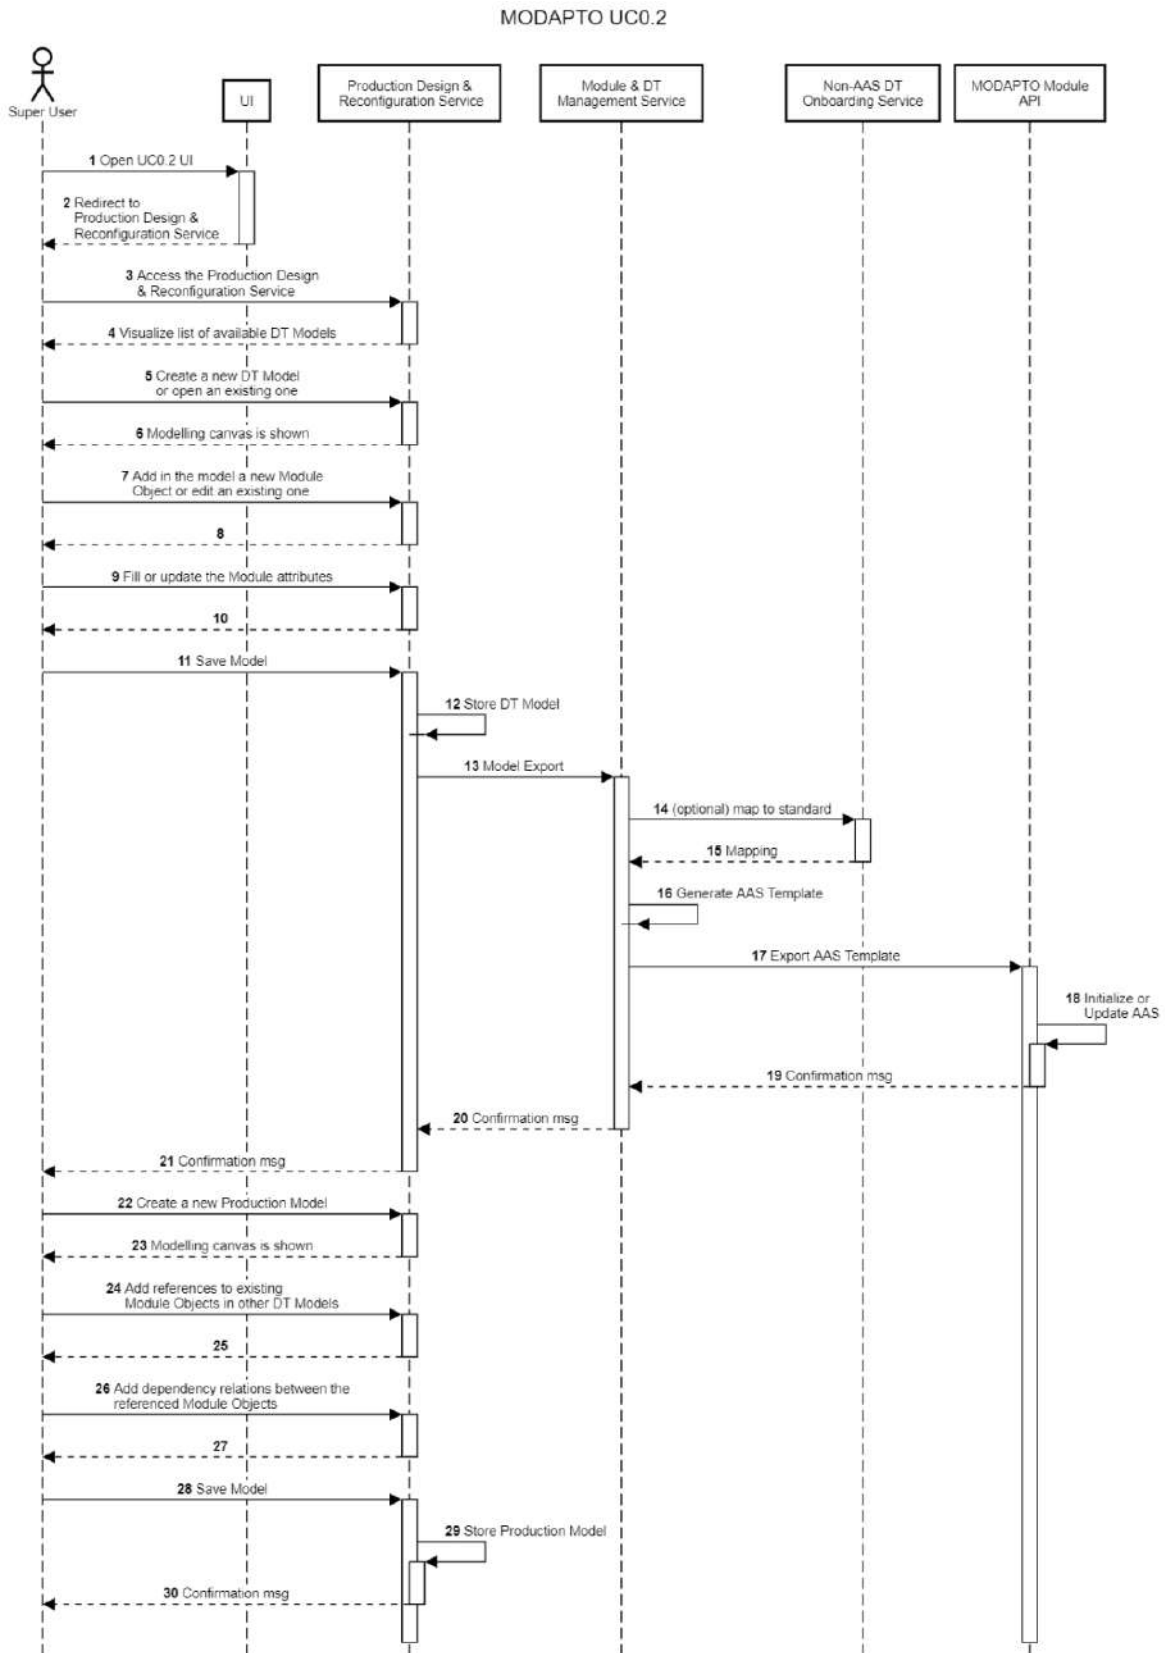 MODAPTO UC0.2
Super User
UI
Production Design &
Reconfiguration Service
Module & DT
Management Service
Non-AAS DT
Onboarding Service
MODAPTO Module
API
1 Open UC0.2 UI
2 Redirect to
Production Design &
Reconfiguration Service
3 Access the Production Design
& Reconfiguration Service
4 Visualize list of available DT Models
5 Create a new DT Model
or open an existing one
6 Modelling canvas is shown
7 Add in the model a new Module
Object or edit an existing one
8
9 Fill or update the Module attributes
10
11 Save Model
12 Store DT Model
13 Model Export
14 (optional) map to standard
15 Mapping
16 Generate AAS Template
17 Export AAS Template
18 Initialize or
Update AAS
19 Confirmation msg
20 Confirmation msg
21 Confirmation msg
22 Create a new Production Model
23 Modelling canvas is shown
24 Add references to existing
Module Objects in other DT Models
25
26 Add dependency relations between the
referenced Module Objects
27
28 Save Model
29 Store Production Model
30 Confirmation msg